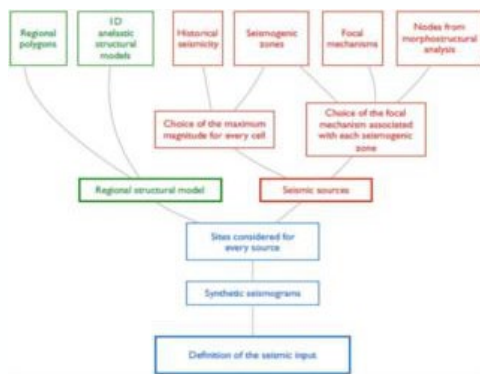 Regional
polygons
1D
anelastic
structural
models
Historical
seismicity
Seismogenic
zones
Focal
mechanisms
Nodes from
morphostructural
analysis
Choice of the maximum
magnitude for every cell
Choice of the focal
mechanism associated
with each seismogenic
zone
Regional structural model
Seismic sources
Sites considered for
every source
Synthetic seismograms
Definition of the seismic input